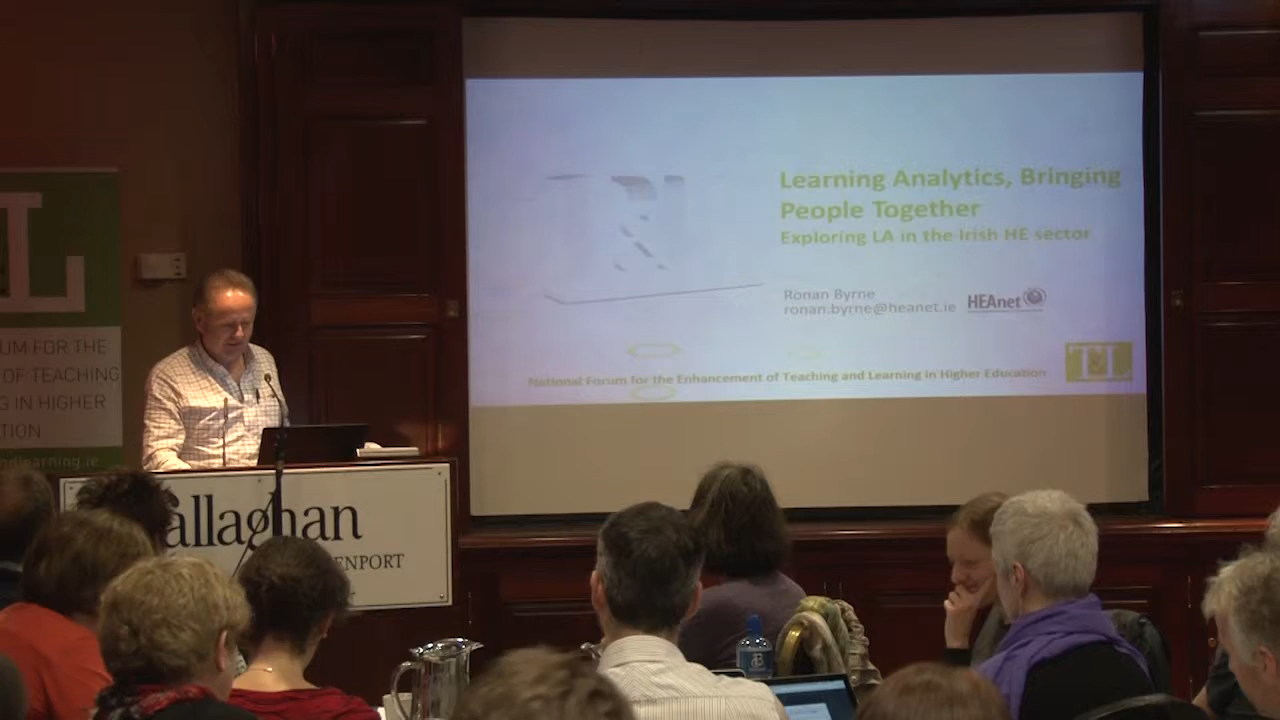 Learning Analytics, Bringing
People Together
Exploring LA in the Irish HE sector
Ronan Byrne
ronan.byrne@heanet.ie
HEAnet
National Forum for the Enhancement of Teaching and Learning in Higher Education
T&L
L
UM FOR THE
OF TEACHING
G IN HIGHER
TION
ndlearning.ie
allaghan
ENPORT